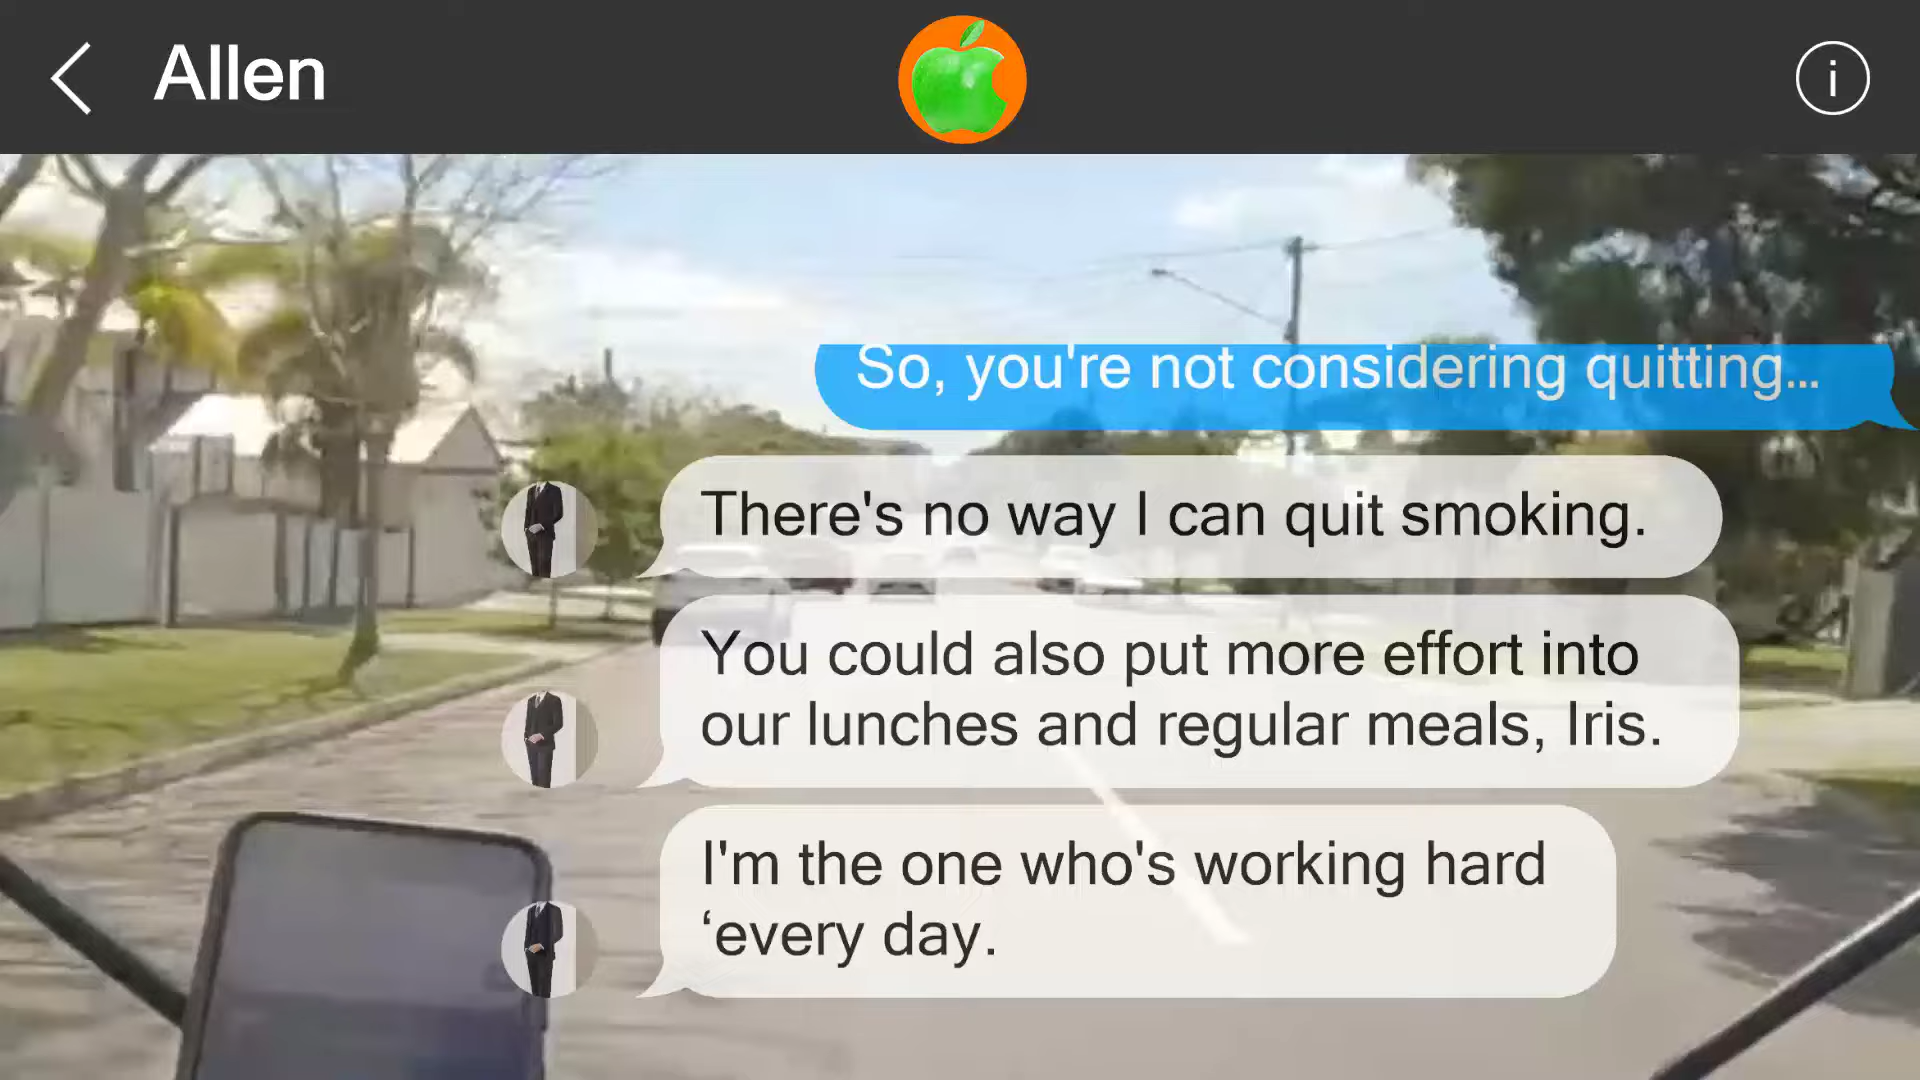 Allen
i
So, you're not considering quitting...
There's no way I can quit smoking.
You could also put more effort into
our lunches and regular meals, Iris.
I'm the one who's working hard
‘every day.